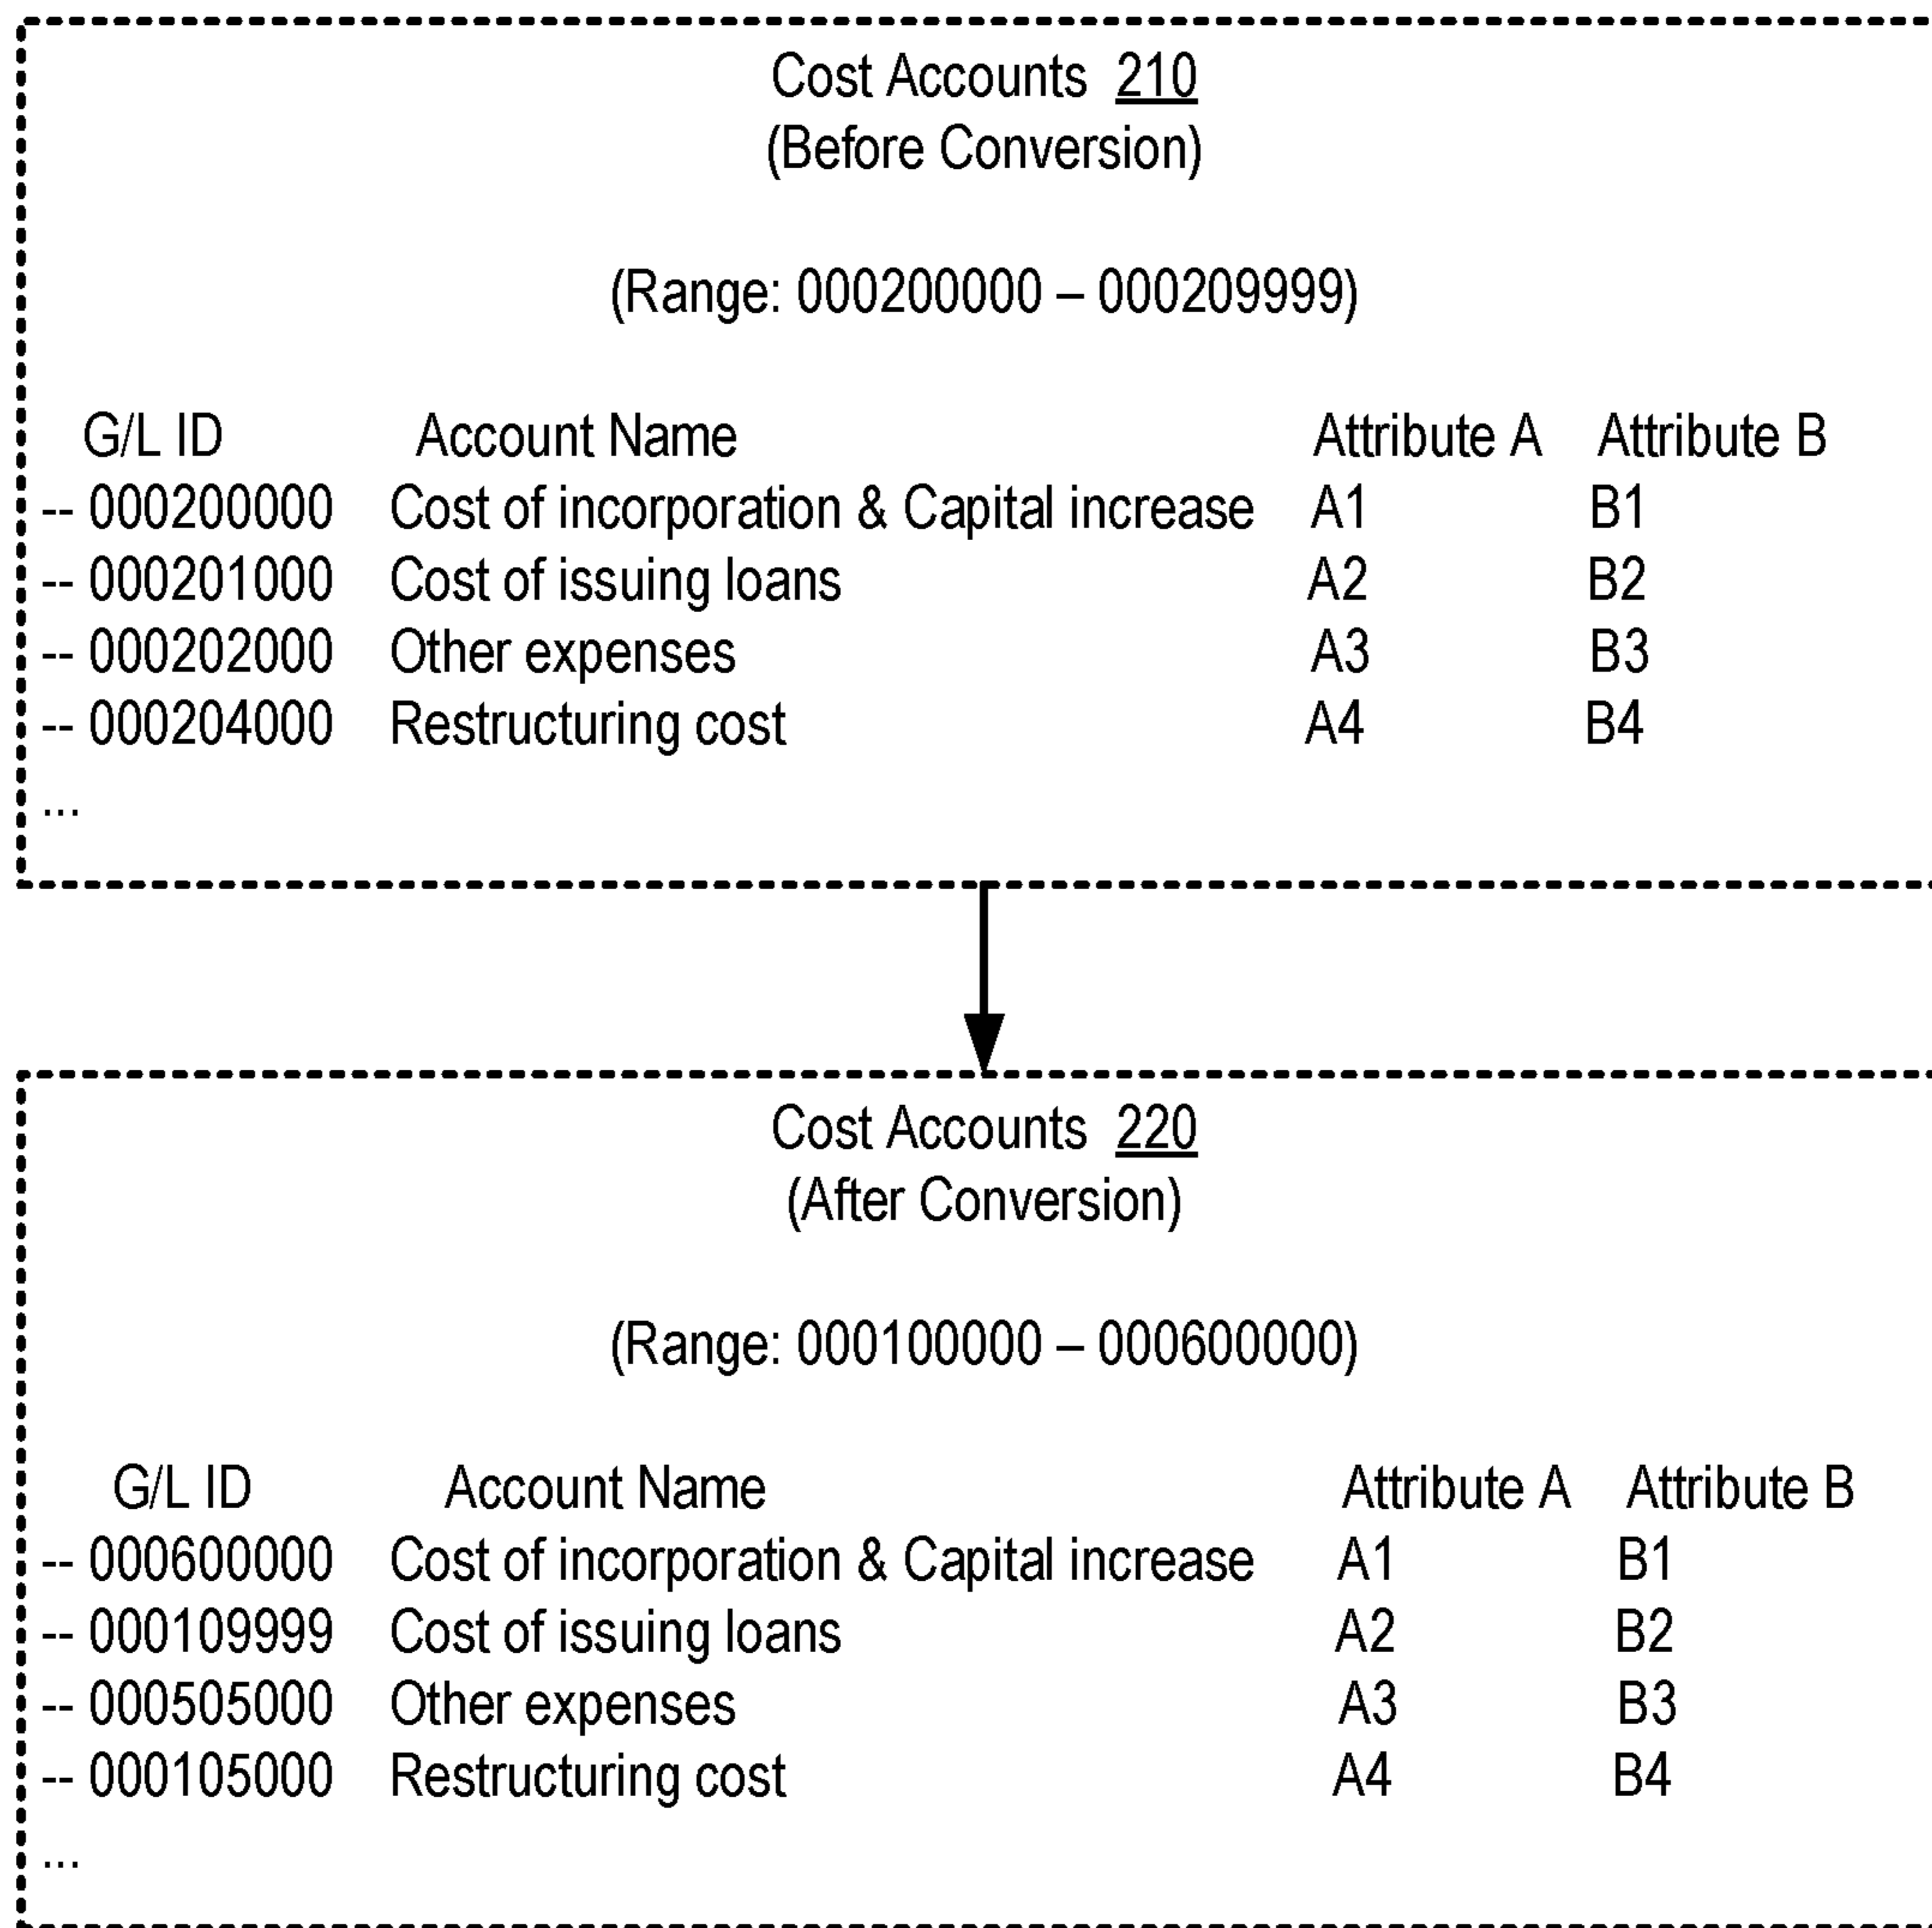 Cost Accounts 210
(Before Conversion)
(Range: 000200000 – 000209999)
G/L ID Account Name Attribute A Attribute B
-- 000200000 Cost of incorporation & Capital increase A1 B1
-- 000201000 Cost of issuing loans A2 B2
-- 000202000 Other expenses A3 B3
-- 000204000 Restructuring cost A4 B4
...
Cost Accounts 220
(After Conversion)
(Range: 000100000 – 000600000)
G/L ID Account Name Attribute A Attribute B
-- 000600000 Cost of incorporation & Capital increase A1 B1
-- 000109999 Cost of issuing loans A2 B2
-- 000505000 Other expenses A3 B3
-- 000105000 Restructuring cost A4 B4
...